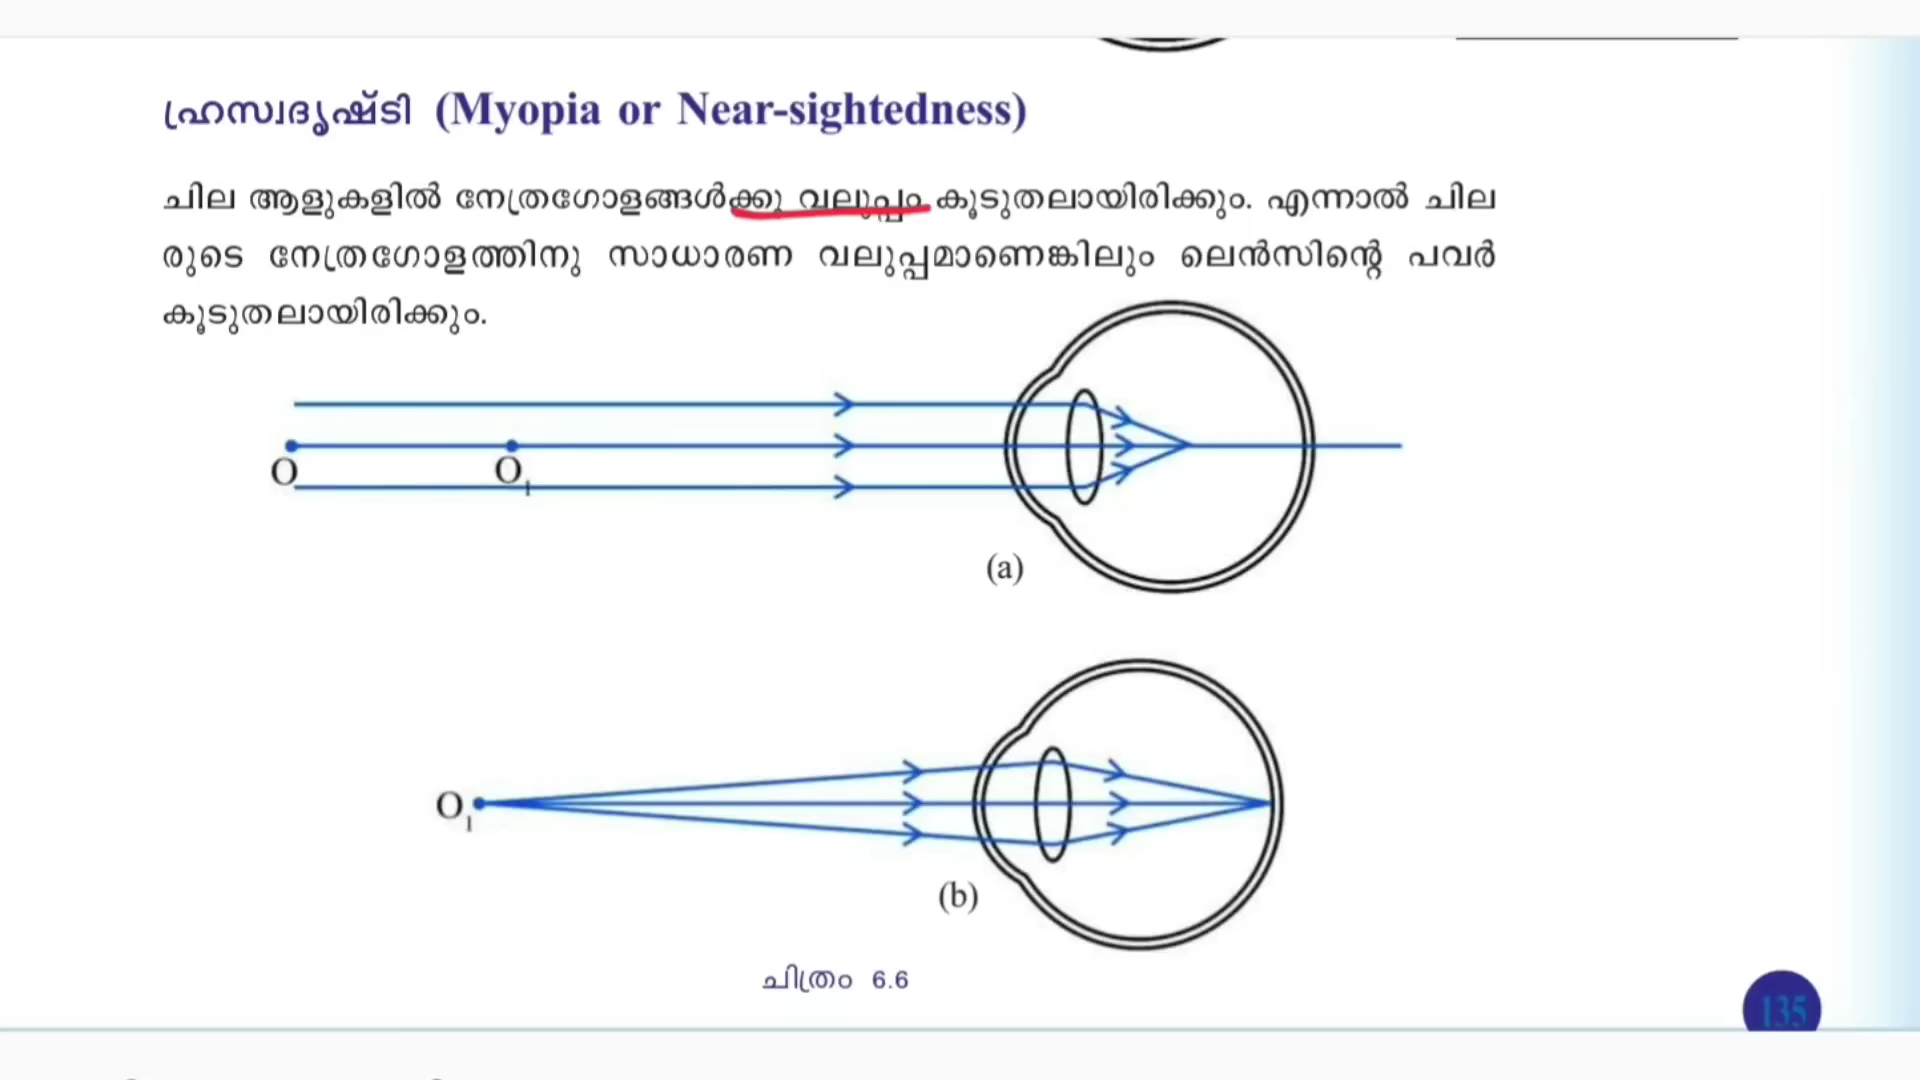 ഹ്രസ്വദൃഷ്ടി (Myopia or Near-sightedness)
ചില ആളുകളിൽ നേത്രഗോളങ്ങൾക്കു വലുപ്പം കൂടുതലായിരിക്കും. എന്നാൽ ചില
രുടെ നേത്രഗോളത്തിനു സാധാരണ വലുപ്പമാണെങ്കിലും ലെൻസിന്റെ പവർ
കൂടുതലായിരിക്കും.
O O₁
(a)
O₁
(b)
ചിത്രം 6.6
135